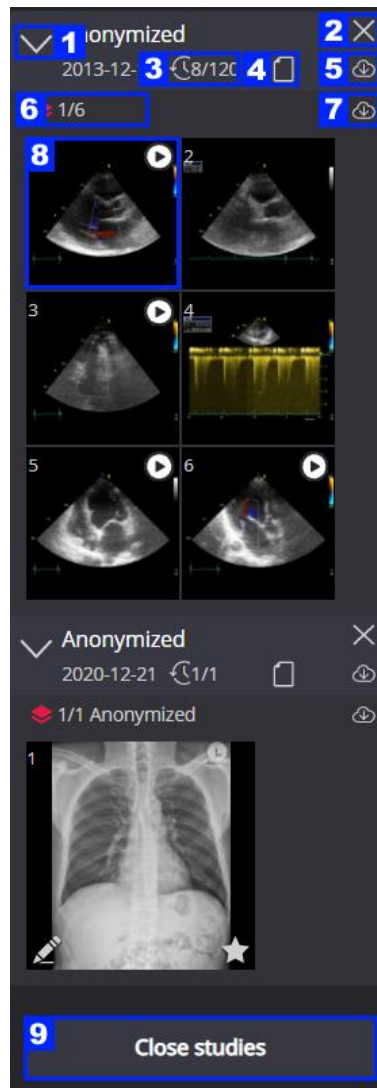 1 onymized 2
2013-12- 3 8/120 4 5
6 1/6 7
8 2
3 4
5 6
Anonymized
2020-12-21 1/1
1/1 Anonymized
1 L
9 Close studies